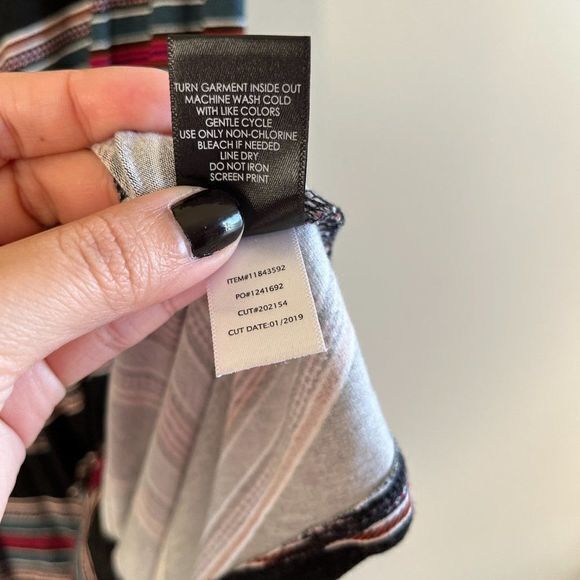 TURN GARMENT INSIDE OUT
MACHINE WASH COLD
WITH LIKE COLORS
GENTLE CYCLE
USE ONLY NON-CHLORINE
BLEACH IF NEEDED
LINE DRY
DO NOT IRON
SCREEN PRINT
ITEM#11843592
PO#1241692
CUT#202154
CUT DATE:01/2019